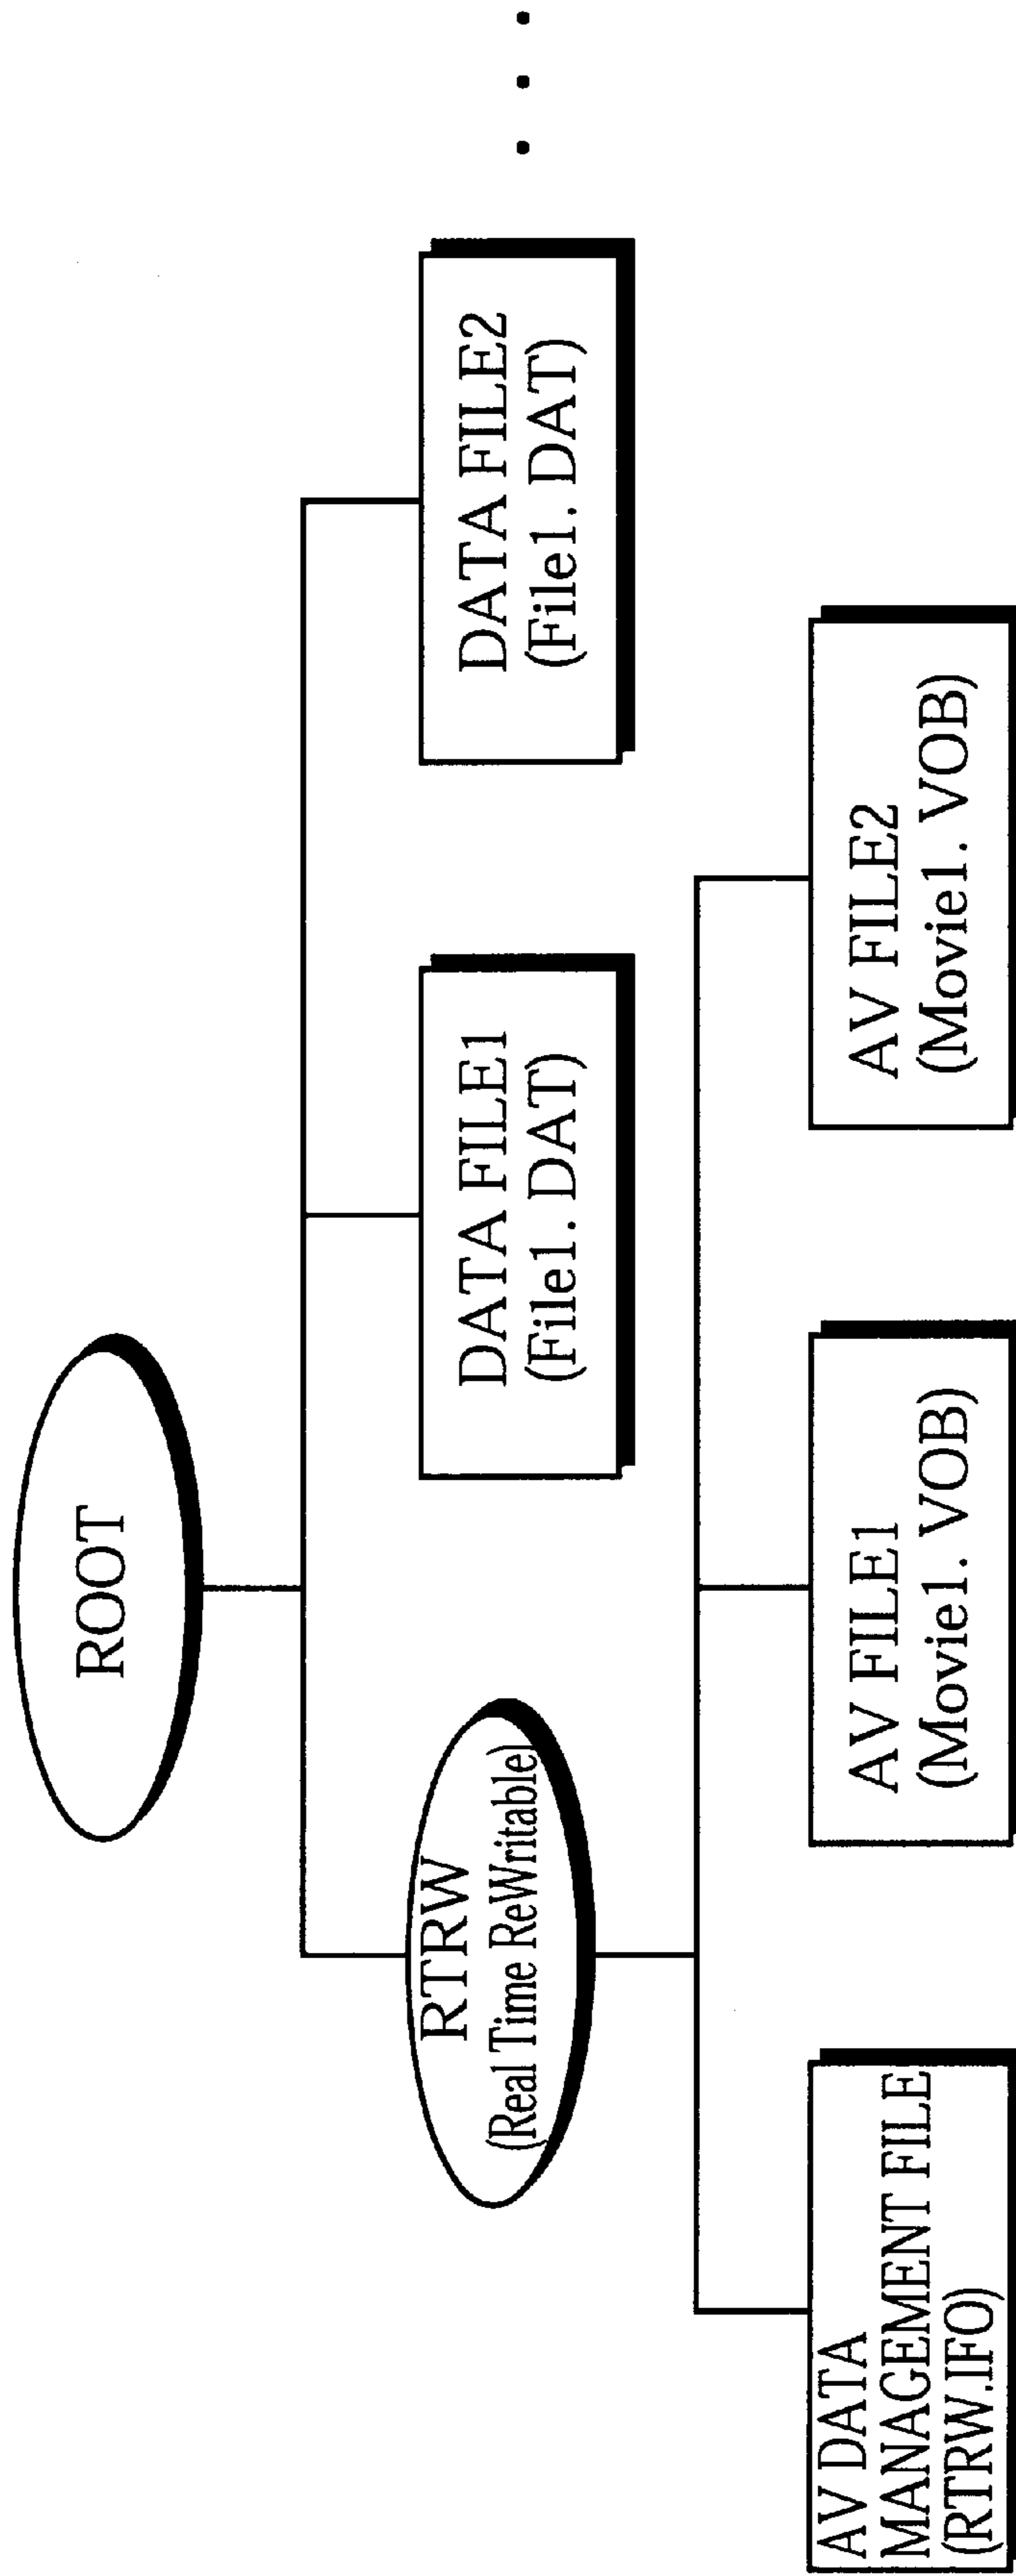 ROOT
RTRW
(Real Time ReWritable)
DATA FILE1
(File1. DAT)
DATA FILE2
(File1. DAT)
. . .
AV DATA
MANAGEMENT FILE
(RTRW.IFO)
AV FILE1
(Movie1. VOB)
AV FILE2
(Movie1. VOB)